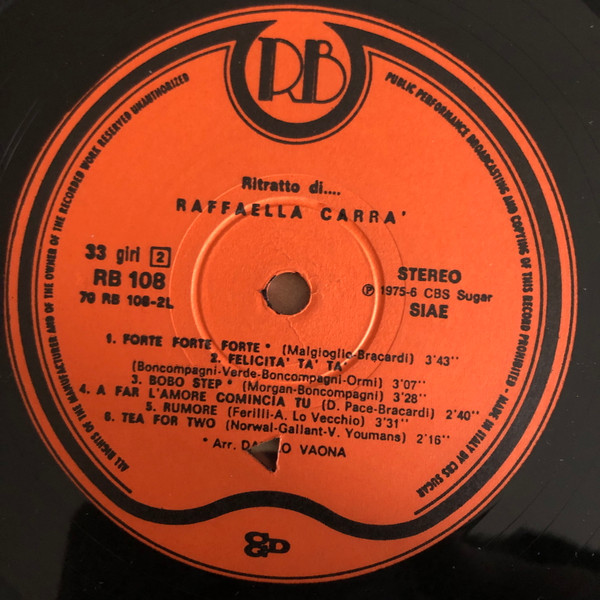 RB
ALL RIGHTS OF THE MANUFACTURER AND OF THE OWNER OF THE RECORDED WORK RESERVED UNAUTHORIZED
PUBLIC PERFORMANCE BROADCASTING AND COPYING OF THIS RECORD PROHIBITED MADE IN ITALY BY CBS SUGAR
Ritratto di....
RAFFAELLA CARRA'
33 giri 2
RB 108
70 RB 108-2L
STEREO
℗ 1975-6 CBS Sugar
SIAE
1. FORTE FORTE FORTE * (Malgioglio-Bracardi) 3'43''
2. FELICITA' TA' TA'
(Boncompagni-Verde-Boncompagni-Ormi) 3'07''
3. BOBO STEP * (Morgan-Boncompagni) 3'28''
4. A FAR L'AMORE COMINCIA TU (D. Pace-Bracardi) 2'40''
5. RUMORE (Ferilli-A. Lo Vecchio) 3'31''
6. TEA FOR TWO (Norwal-Gallant-V. Youmans) 2'16''
* Arr. VAONA